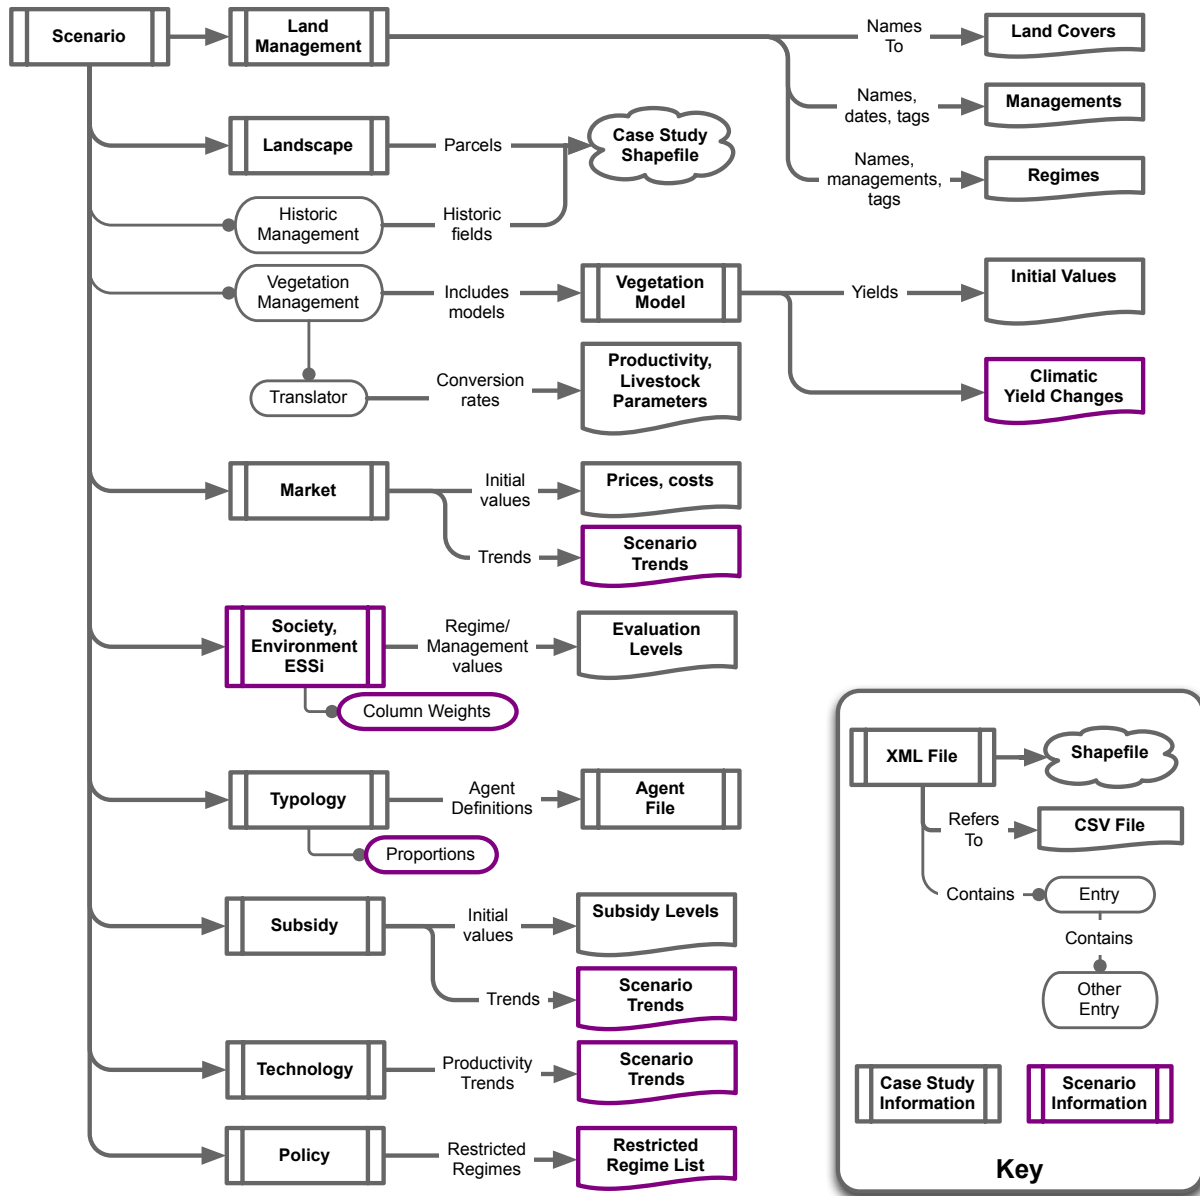 Scenario
Land
Management
Names
To
Land Covers
Names,
dates, tags
Managements
Names,
managements,
tags
Regimes
Landscape
Parcels
Case Study
Shapefile
Historic
Management
Historic
fields
Vegetation
Management
Includes
models
Vegetation
Model
Yields
Initial Values
Climatic
Yield Changes
Translator
Conversion
rates
Productivity,
Livestock
Parameters
Market
Initial
values
Prices, costs
Trends
Scenario
Trends
Society,
Environment
ESSi
Regime/
Management
values
Evaluation
Levels
Column Weights
Typology
Agent
Definitions
Agent
File
Proportions
Subsidy
Initial
values
Subsidy Levels
Trends
Scenario
Trends
Technology
Productivity
Trends
Scenario
Trends
Policy
Restricted
Regimes
Restricted
Regime List
XML File
Shapefile
Refers
To
CSV File
Contains
Entry
Contains
Other
Entry
Case Study
Information
Scenario
Information
Key